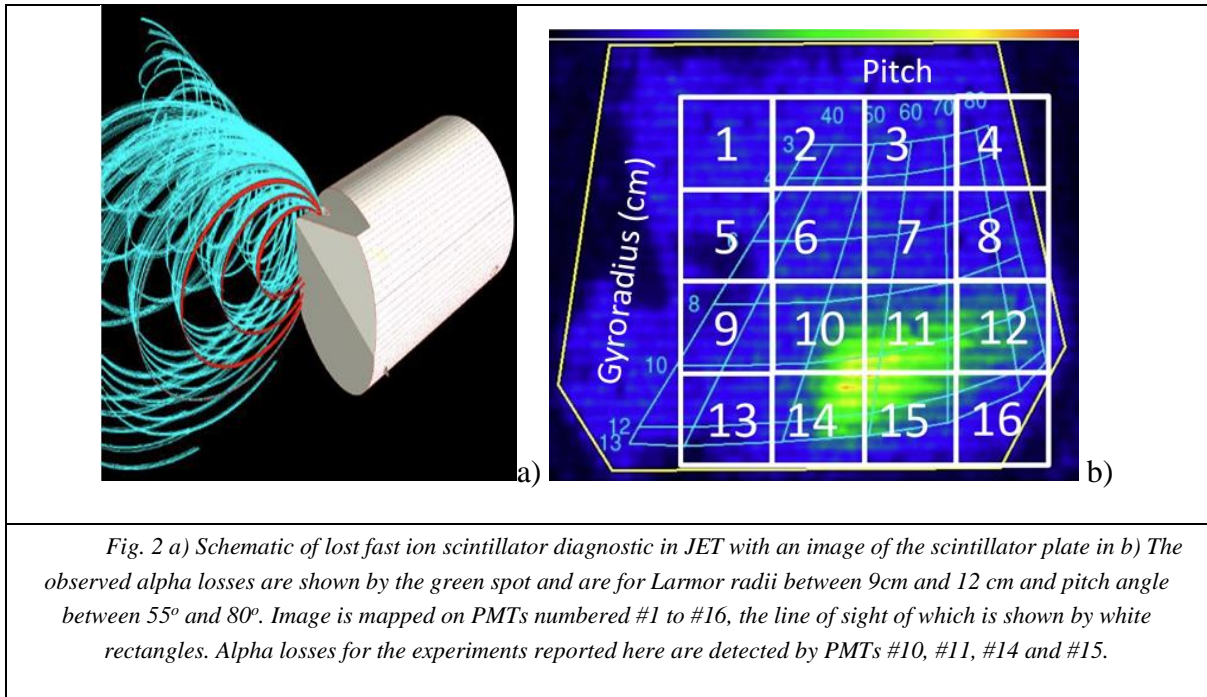 Pitch
40 50 60 70 80
Gyroradius (cm)
3
1 2 3 4
6
5 6 7 8
8
9 10 11 12
10
13 14 15 16
12
13
a)
b)
Fig. 2 a) Schematic of lost fast ion scintillator diagnostic in JET with an image of the scintillator plate in b) The
observed alpha losses are shown by the green spot and are for Larmor radii between 9cm and 12 cm and pitch angle
between 55o and 80o. Image is mapped on PMTs numbered #1 to #16, the line of sight of which is shown by white
rectangles. Alpha losses for the experiments reported here are detected by PMTs #10, #11, #14 and #15.